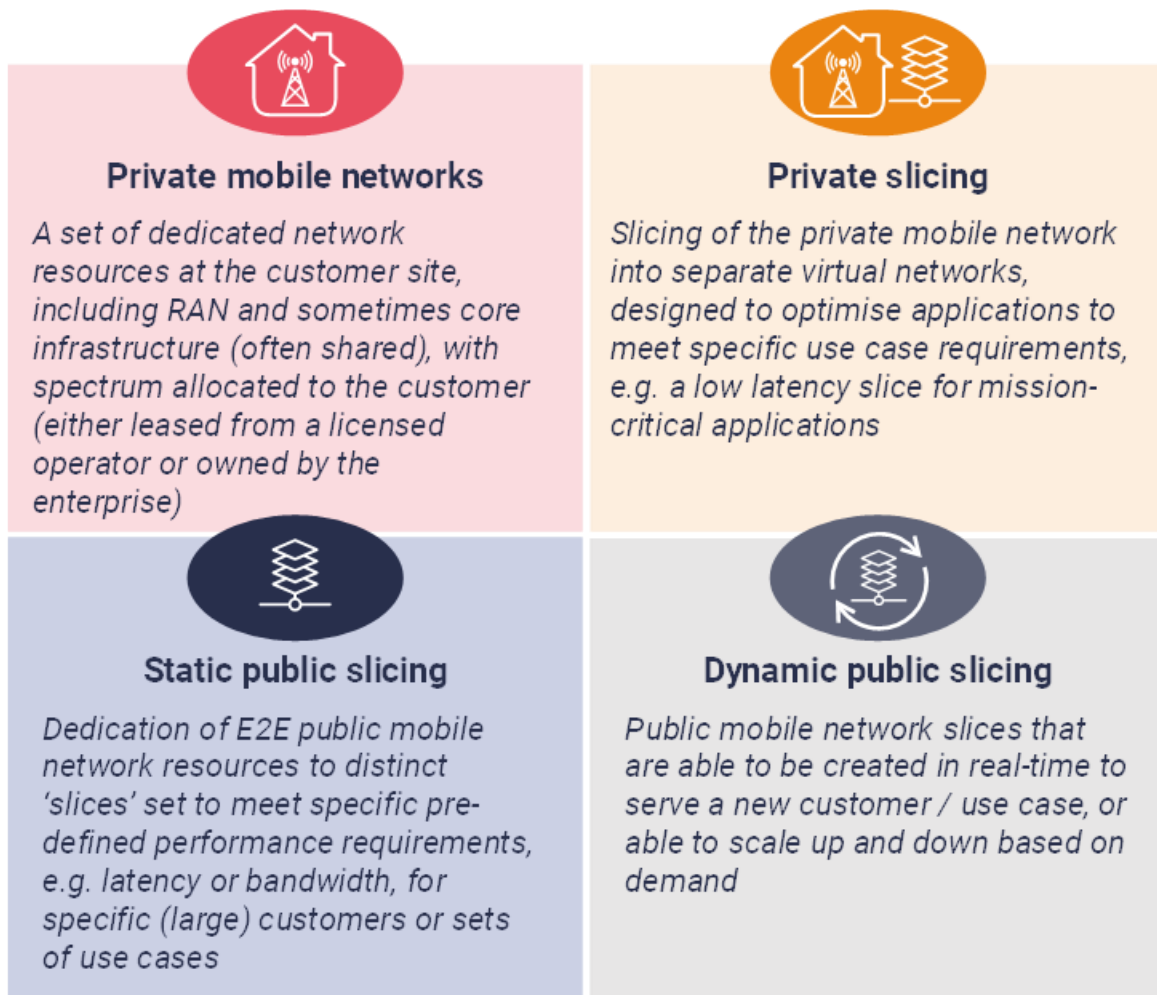 Private mobile networks
A set of dedicated network
resources at the customer site,
including RAN and sometimes core
infrastructure (often shared), with
spectrum allocated to the customer
(either leased from a licensed
operator or owned by the
enterprise)
Private slicing
Slicing of the private mobile network
into separate virtual networks,
designed to optimise applications to
meet specific use case requirements,
e.g. a low latency slice for mission-
critical applications
Static public slicing
Dedication of E2E public mobile
network resources to distinct
‘slices’ set to meet specific pre-
defined performance requirements,
e.g. latency or bandwidth, for
specific (large) customers or sets
of use cases
Dynamic public slicing
Public mobile network slices that
are able to be created in real-time to
serve a new customer / use case, or
able to scale up and down based on
demand